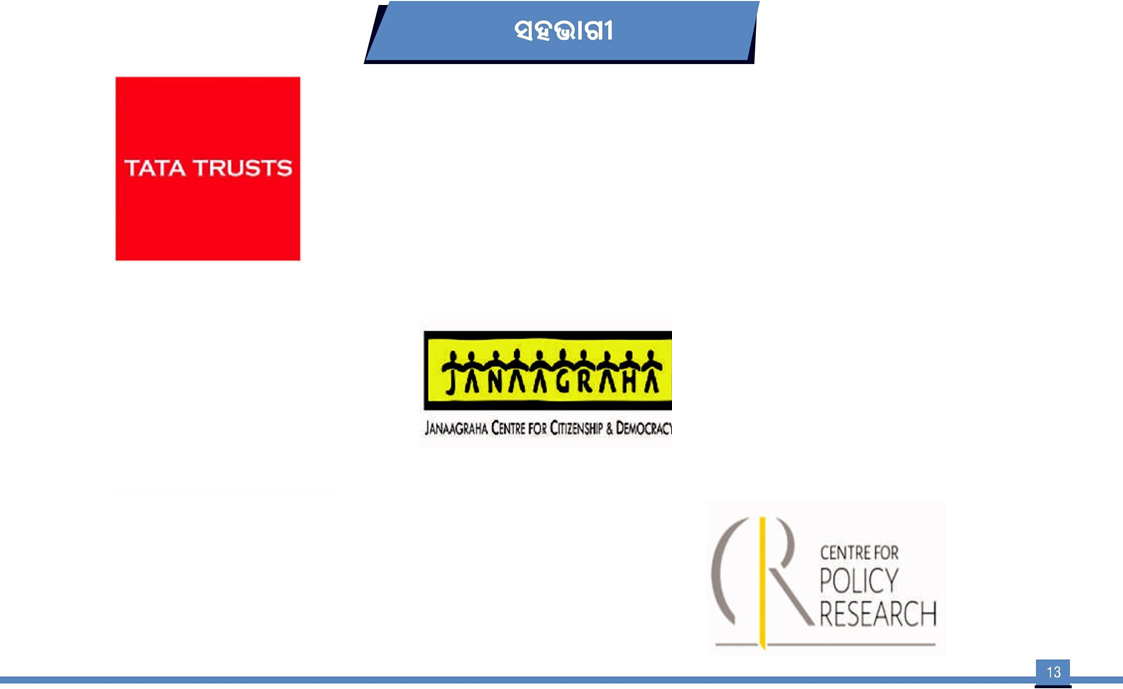 ସହଭାଗୀ
TATA TRUSTS
JANAAGRAHA
JANAAGRAHA CENTRE FOR CITIZENSHIP & DEMOCRACY
CENTRE FOR
POLICY
RESEARCH
13